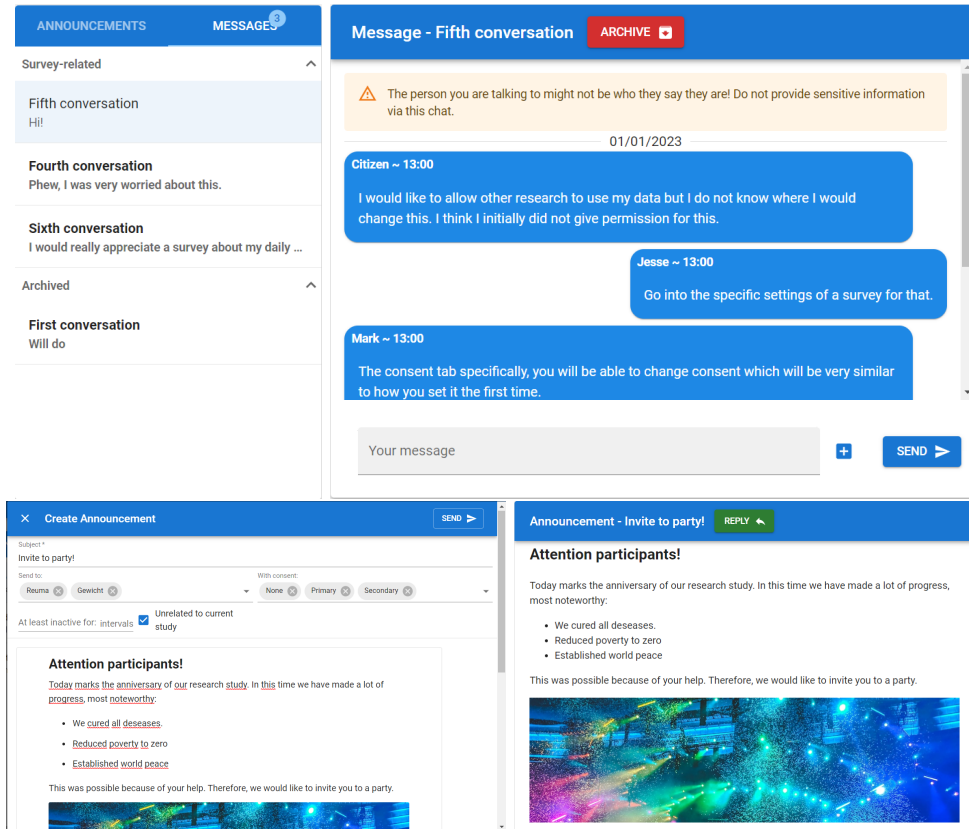 ANNOUNCEMENTS
MESSAGES
3
Survey-related
Fifth conversation
Hi!
Fourth conversation
Phew, I was very worried about this.
Sixth conversation
I would really appreciate a survey about my daily ...
Archived
First conversation
Will do
Message - Fifth conversation
ARCHIVE
The person you are talking to might not be who they say they are! Do not provide sensitive information
via this chat.
01/01/2023
Citizen ~ 13:00
I would like to allow other research to use my data but I do not know where I would
change this. I think I initially did not give permission for this.
Jesse ~ 13:00
Go into the specific settings of a survey for that.
Mark ~ 13:00
The consent tab specifically, you will be able to change consent which will be very similar
to how you set it the first time.
Your message
SEND
Create Announcement
SEND
Subject *
Invite to party!
Send to:
Reuma
Gewicht
With consent:
None
Primary
Secondary
At least inactive for: intervals
Unrelated to current
study
Attention participants!
Today marks the anniversary of our research study. In this time we have made a lot of
progress, most noteworthy:
• We cured all deseases.
• Reduced poverty to zero
• Established world peace
This was possible because of your help. Therefore, we would like to invite you to a party.
Announcement - Invite to party!
REPLY
Attention participants!
Today marks the anniversary of our research study. In this time we have made a lot of progress,
most noteworthy:
• We cured all deseases.
• Reduced poverty to zero
• Established world peace
This was possible because of your help. Therefore, we would like to invite you to a party.